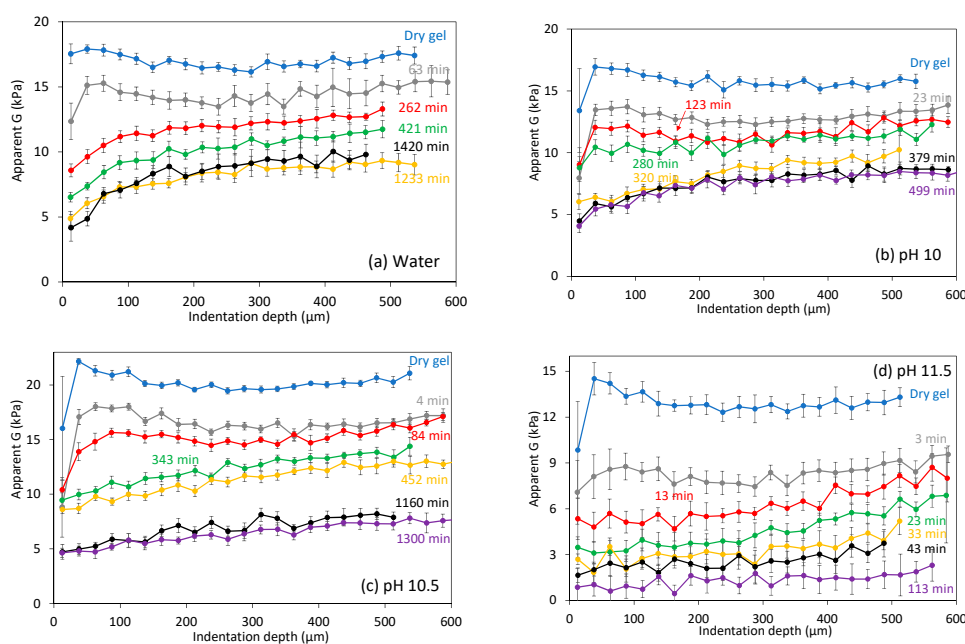 20
15
10
5
0
Apparent G (kPa)
Dry gel
63 min
262 min
421 min
1420 min
1233 min
(a) Water
0 100 200 300 400 500 600
Indentation depth (µm)
20
15
10
5
0
Apparent G (kPa)
Dry gel
123 min
23 min
280 min
320 min
379 min
499 min
(b) pH 10
0 100 200 300 400 500 600
Indentation depth (µm)
20
15
10
5
0
Apparent G (kPa)
Dry gel
4 min
84 min
343 min
452 min
1160 min
1300 min
(c) pH 10.5
0 100 200 300 400 500 600
Indentation depth (µm)
15
12
9
6
3
0
Apparent G (kPa)
(d) pH 11.5
Dry gel
3 min
13 min
23 min
33 min
43 min
113 min
0 100 200 300 400 500 600
Indentation depth (µm)